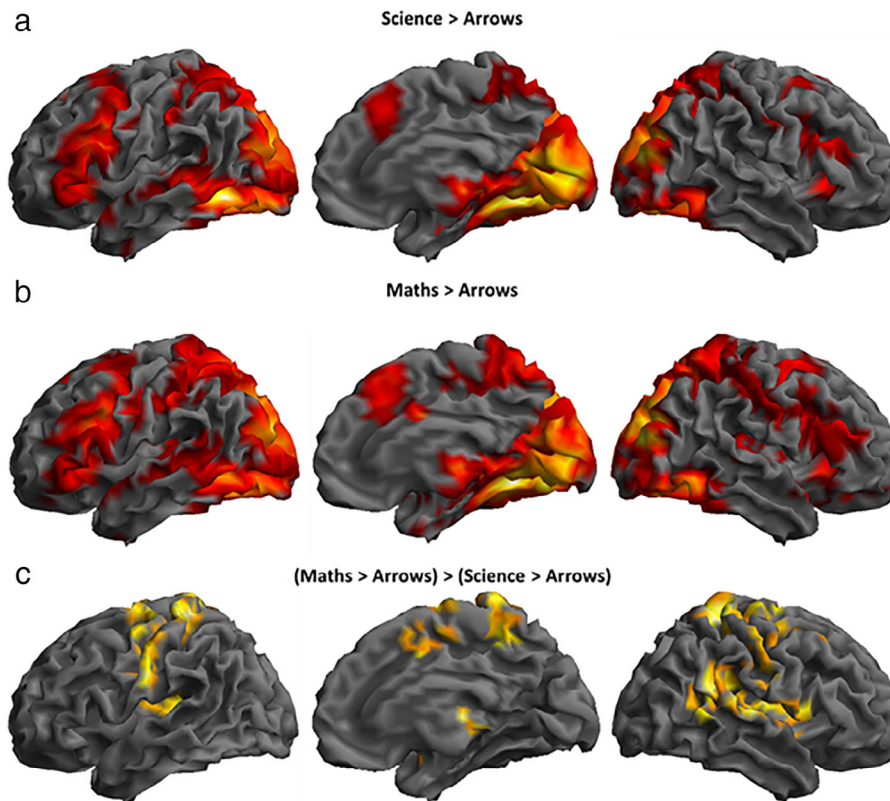 a
Science > Arrows
b
Maths > Arrows
c
(Maths > Arrows) > (Science > Arrows)